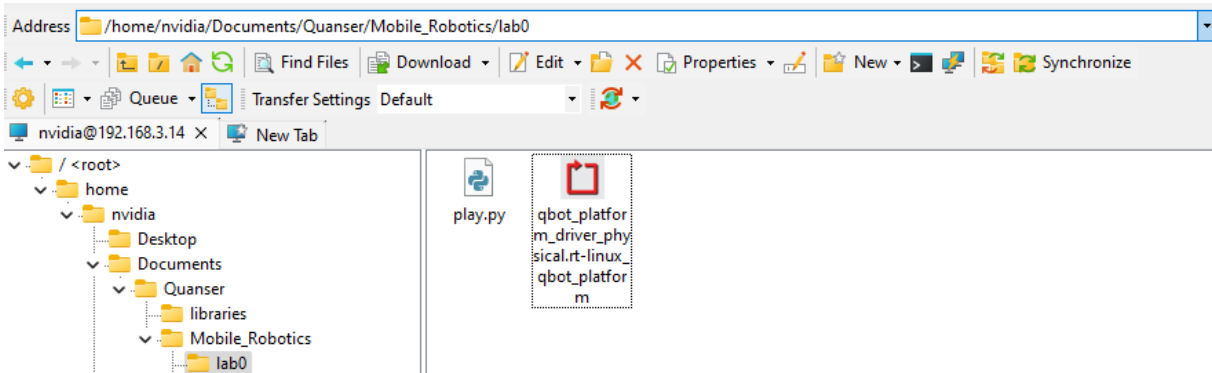 Address /home/nvidia/Documents/Quanser/Mobile_Robotics/lab0
Find Files Download Edit Properties New Synchronize
Queue Transfer Settings Default
nvidia@192.168.3.14 × New Tab
/ <root>
home
nvidia
Desktop
Documents
Quanser
libraries
Mobile_Robotics
lab0
play.py
qbot_platfor
m_driver_phy
sical.rt-linux_
qbot_platfor
m